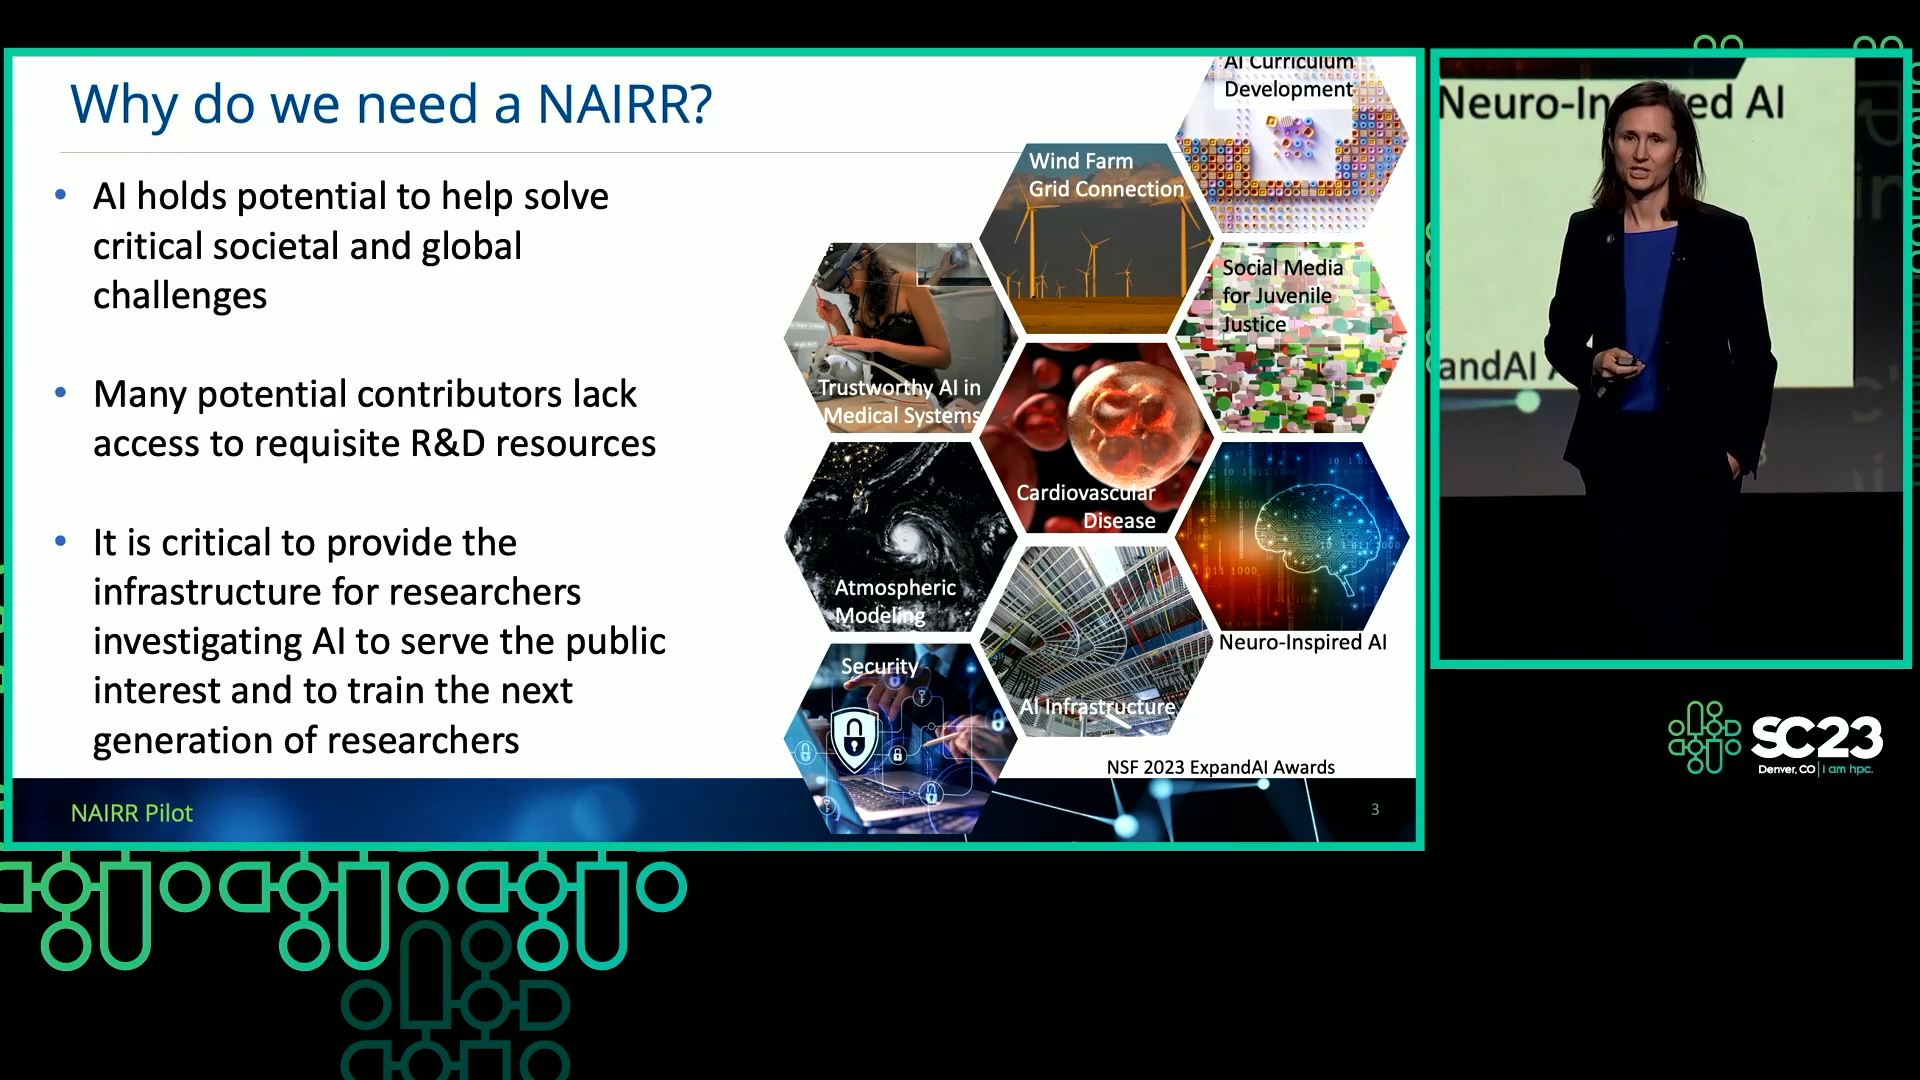 Why do we need a NAIRR?
• AI holds potential to help solve
critical societal and global
challenges
• Many potential contributors lack
access to requisite R&D resources
• It is critical to provide the
infrastructure for researchers
investigating AI to serve the public
interest and to train the next
generation of researchers
AI Curriculum
Development
Wind Farm
Grid Connection
Social Media
for Juvenile
Justice
Trustworthy AI in
Medical Systems
Cardiovascular
Disease
Atmospheric
Modeling
Neuro-Inspired AI
Security
AI Infrastructure
NSF 2023 ExpandAI Awards
NAIRR Pilot
3
Neuro-In ed AI
andAI
SC23
Denver, CO | i am hpc.